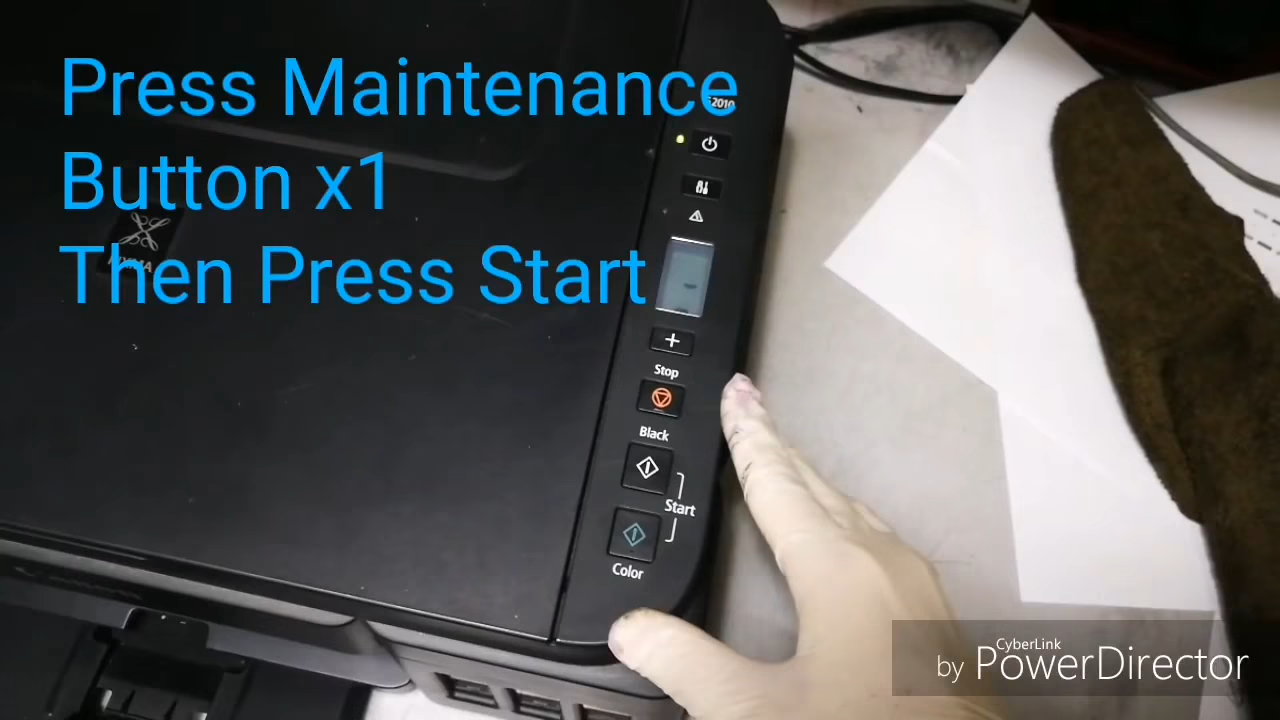 Press Maintenance
Button x1
Then Press Start
Stop
Black
Start
Color
CyberLink
by PowerDirector